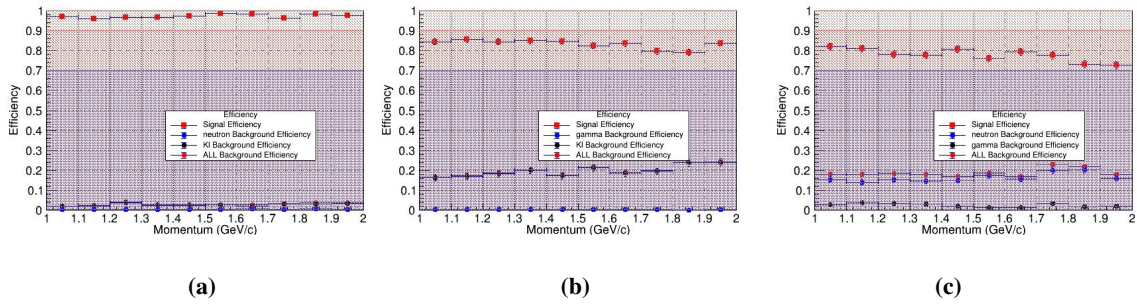 Efficiency
1
0.9
0.8
0.7
0.6
0.5
0.4
0.3
0.2
0.1
0
Efficiency
Signal Efficiency
neutron Background Efficiency
Kl Background Efficiency
ALL Background Efficiency
1 1.1 1.2 1.3 1.4 1.5 1.6 1.7 1.8 1.9 2
Momentum (GeV/c)
(a)
Efficiency
1
0.9
0.8
0.7
0.6
0.5
0.4
0.3
0.2
0.1
0
Efficiency
Signal Efficiency
gamma Background Efficiency
Kl Background Efficiency
ALL Background Efficiency
1 1.1 1.2 1.3 1.4 1.5 1.6 1.7 1.8 1.9 2
Momentum (GeV/c)
(b)
Efficiency
1
0.9
0.8
0.7
0.6
0.5
0.4
0.3
0.2
0.1
0
Efficiency
Signal Efficiency
neutron Background Efficiency
gamma Background Efficiency
ALL Background Efficiency
1 1.1 1.2 1.3 1.4 1.5 1.6 1.7 1.8 1.9 2
Momentum (GeV/c)
(c)